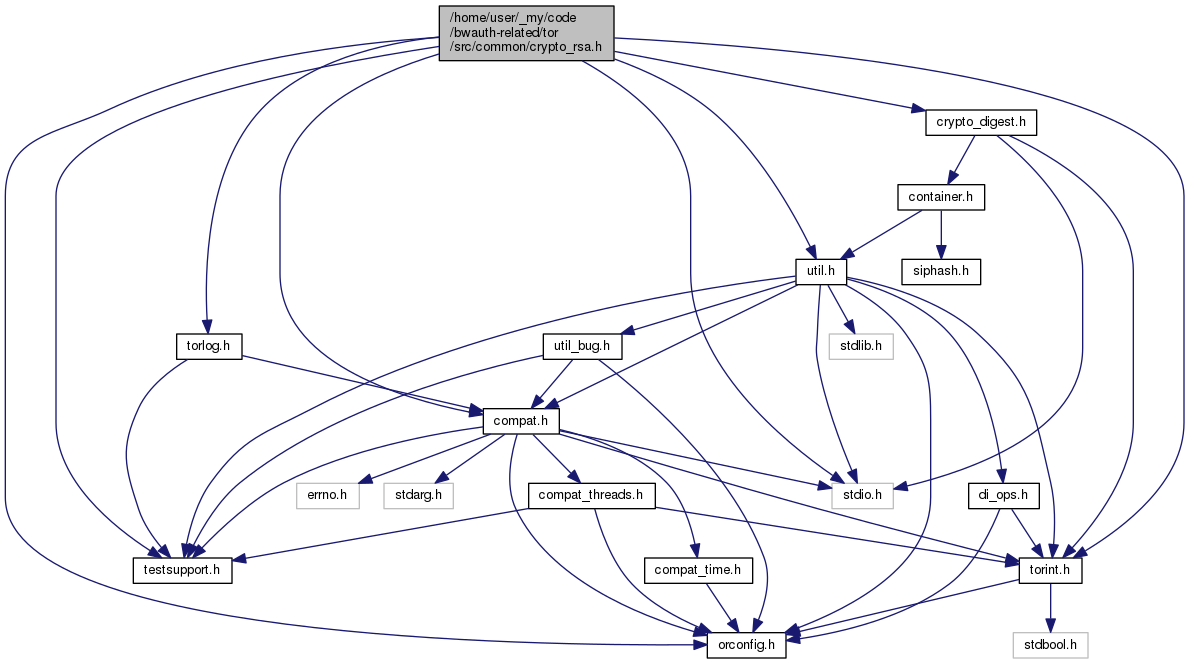 /home/user/_my/code
/bwauth-related/tor
/src/common/crypto_rsa.h
crypto_digest.h
container.h
util.h
siphash.h
torlog.h
util_bug.h
stdlib.h
compat.h
errno.h
stdarg.h
compat_threads.h
stdio.h
di_ops.h
testsupport.h
compat_time.h
torint.h
orconfig.h
stdbool.h